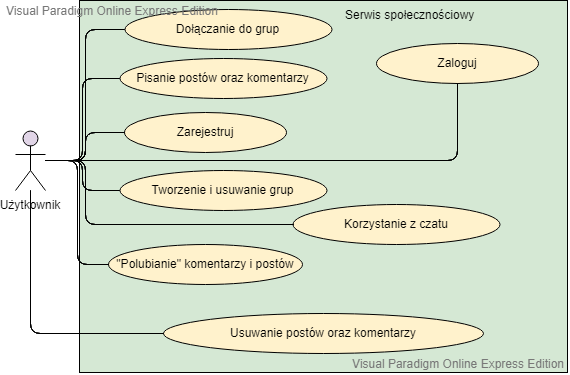 Visual Paradigm Online Express Edition
Serwis społecznościowy
Dołączanie do grup
Zaloguj
Pisanie postów oraz komentarzy
Zarejestruj
Użytkownik
Tworzenie i usuwanie grup
Korzystanie z czatu
"Polubianie" komentarzy i postów
Usuwanie postów oraz komentarzy
Visual Paradigm Online Express Edition